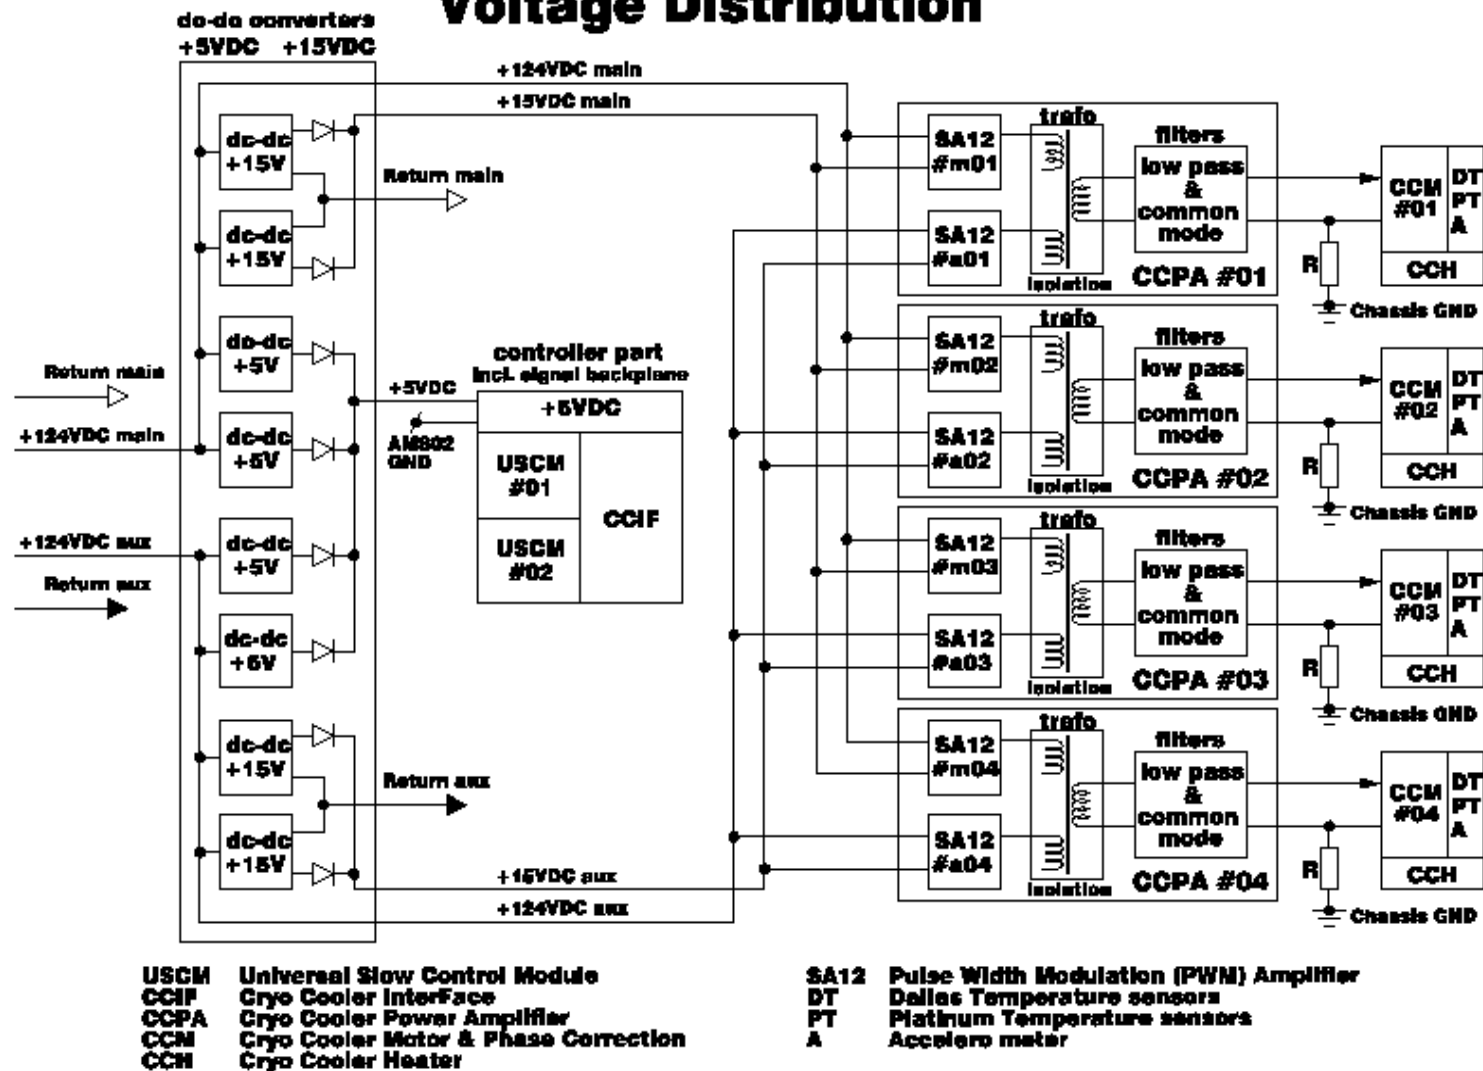 Voltage Distribution
dc-dc converters
+5VDC +15VDC
+124VDC main
+15VDC main
dc-dc
+15V
Return main
dc-dc
+15V
dc-dc
+5V
Return main
+124VDC main
dc-dc
+5V
+124VDC aux
dc-dc
+5V
Return aux
dc-dc
+5V
dc-dc
+15V
Return aux
dc-dc
+15V
+15VDC aux
+124VDC aux
controller part
incl. signal backplane
+5VDC
+5VDC
AMS02
GND
USCM
#01
CCIF
USCM
#02
SA12
#m01
SA12
#a01
trafo
isolation
filters
low pass
&
common
mode
CCPA #01
CCM
#01
DT
PT
A
CCH
R
Chassis GND
SA12
#m02
SA12
#a02
trafo
isolation
filters
low pass
&
common
mode
CCPA #02
CCM
#02
DT
PT
A
CCH
R
Chassis GND
SA12
#m03
SA12
#a03
trafo
isolation
filters
low pass
&
common
mode
CCPA #03
CCM
#03
DT
PT
A
CCH
R
Chassis GND
SA12
#m04
SA12
#a04
trafo
isolation
filters
low pass
&
common
mode
CCPA #04
CCM
#04
DT
PT
A
CCH
R
Chassis GND
USCM Universal Slow Control Module
CCIF Cryo Cooler InterFace
CCPA Cryo Cooler Power Amplifier
CCM Cryo Cooler Motor & Phase Correction
CCH Cryo Cooler Heater
SA12 Pulse Width Modulation (PWM) Amplifier
DT Dallas Temperature sensors
PT Platinum Temperature sensors
A Accelero meter